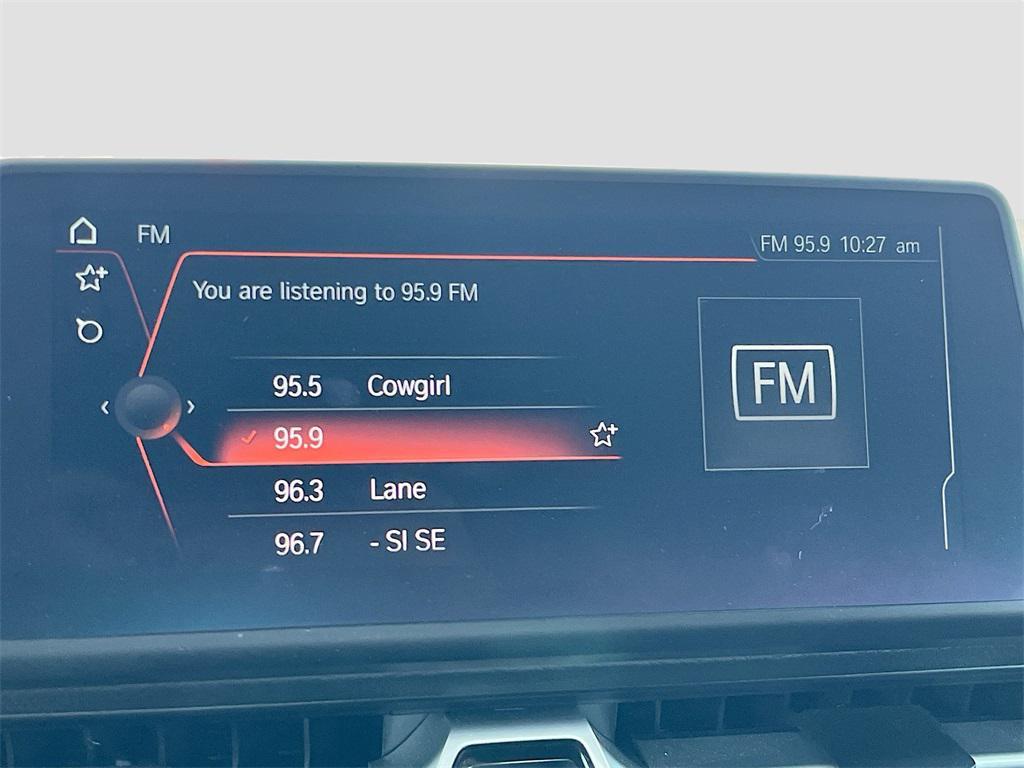 FM
FM 95.9 10:27 am
You are listening to 95.9 FM
95.5 Cowgirl
95.9
96.3 Lane
96.7 - SI SE
FM